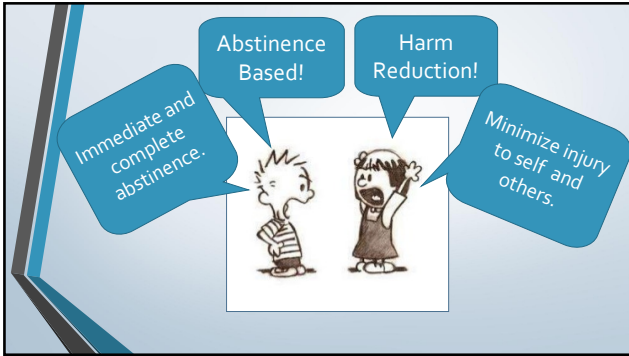 Abstinence
Based!
Harm
Reduction!
Immediate and
complete
abstinence.
Minimize injury
to self and
others.